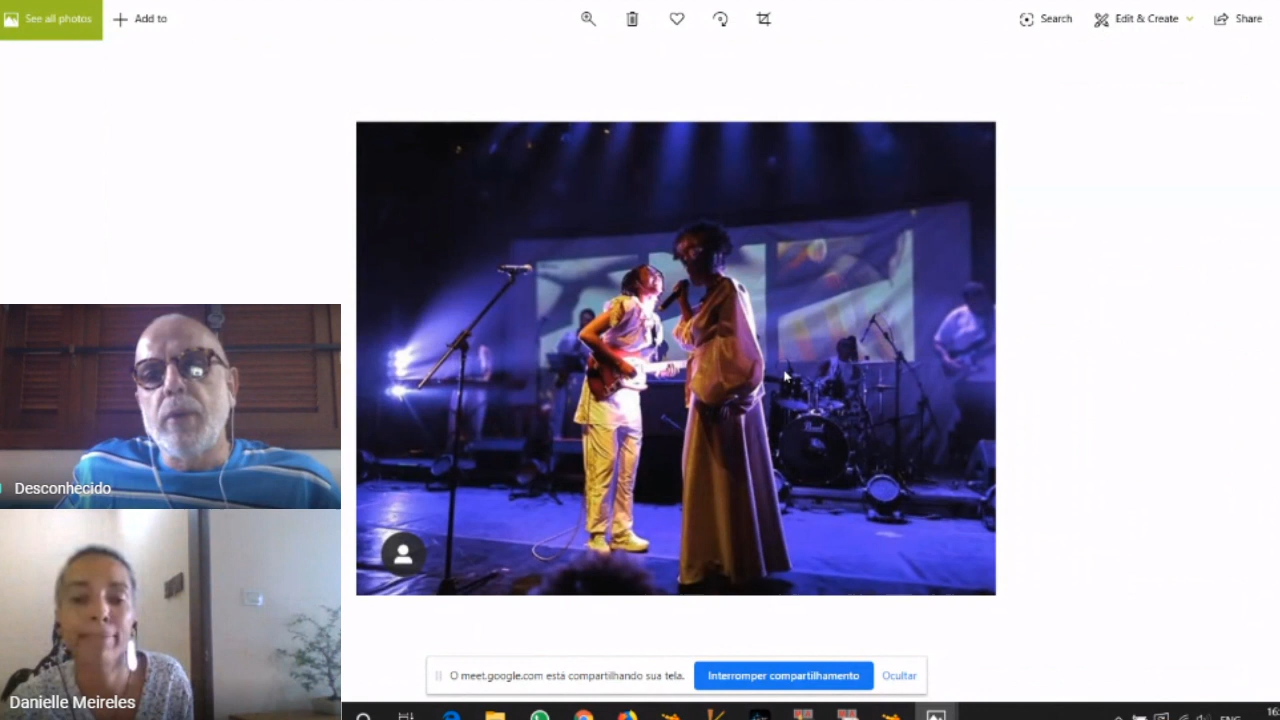 See all photos
Add to
Search
Edit & Create
Share
Desconhecido
Danielle Meireles
Pearl
O meet.google.com está compartilhando sua tela.
Interromper compartilhamento
Ocultar